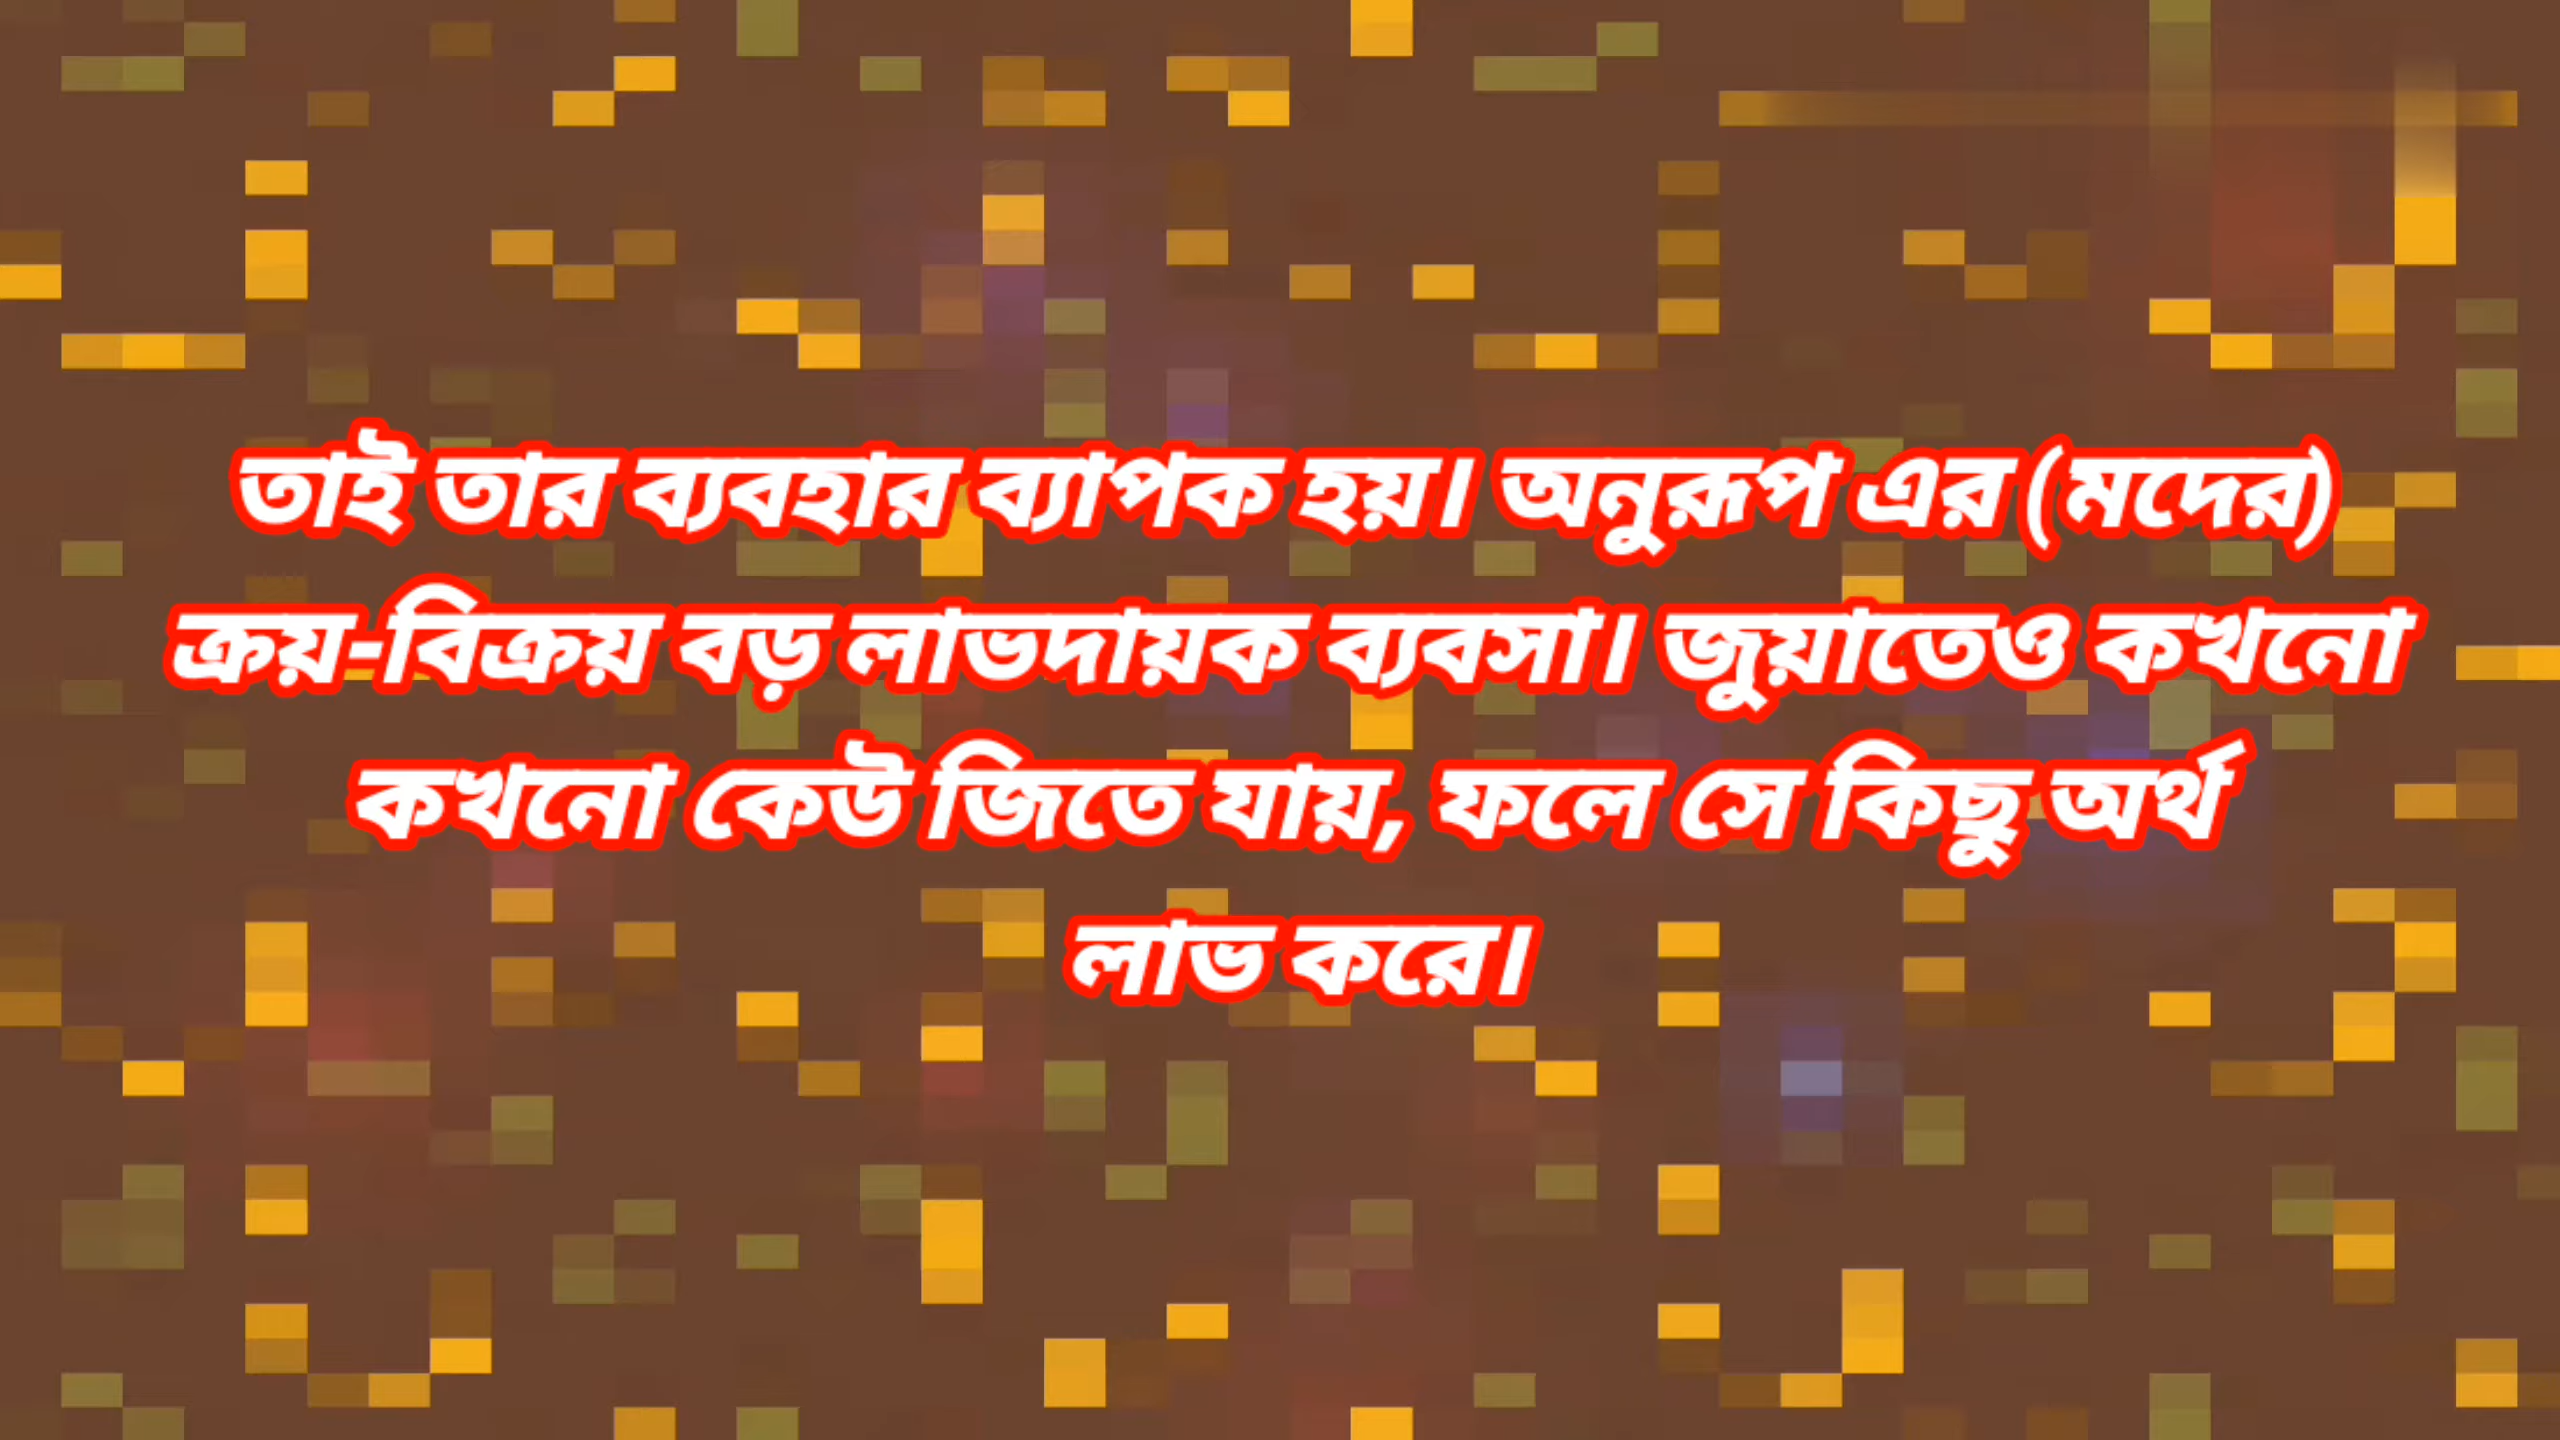 তাই তার ব্যবহার ব্যাপক হয়। অনুরূপ এর (মদের)
ক্রয়-বিক্রয় বড় লাভদায়ক ব্যবসা। জুয়াতেও কখনো
কখনো কেউ জিতে যায়, ফলে সে কিছু অর্থ
লাভ করে।